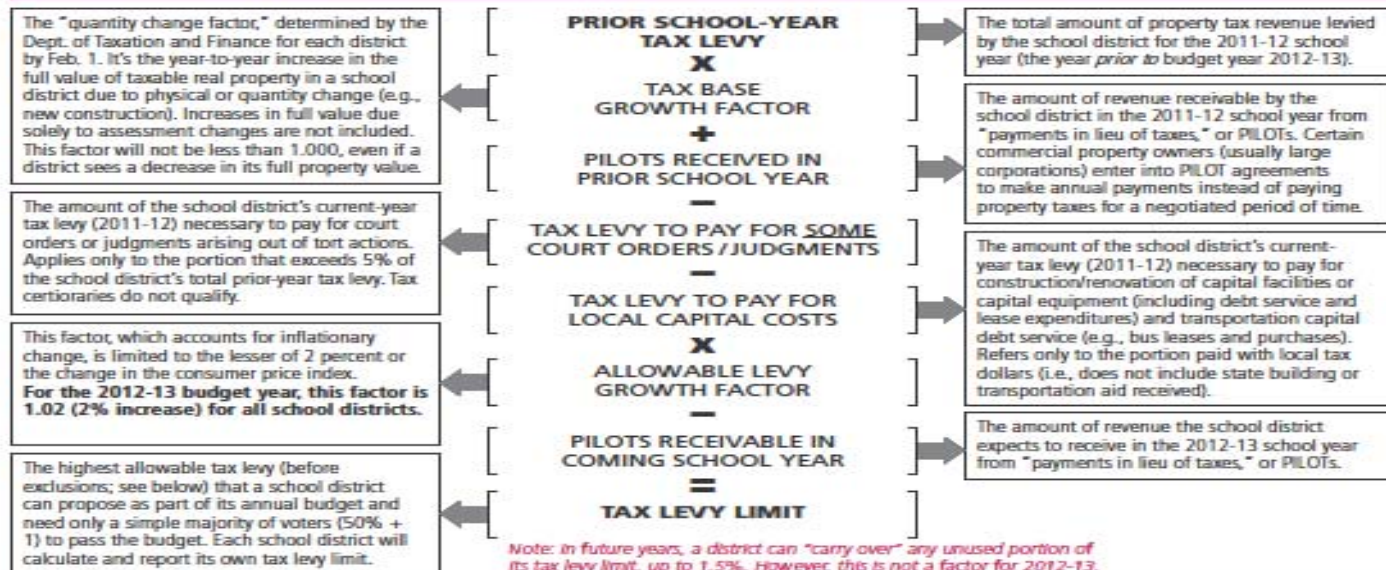 The "quantity change factor," determined by the
Dept. of Taxation and Finance for each district
by Feb. 1. It's the year-to-year increase in the
full value of taxable real property in a school
district due to physical or quantity change (e.g.,
new construction). Increases in full value due
solely to assessment changes are not included.
This factor will not be less than 1.000, even if a
district sees a decrease in its full property value.
The amount of the school district's current-year
tax levy (2011-12) necessary to pay for court
orders or judgments arising out of tort actions.
Applies only to the portion that exceeds 5% of
the school district's total prior-year tax levy. Tax
certioraries do not qualify.
This factor, which accounts for inflationary
change, is limited to the lesser of 2 percent or
the change in the consumer price index.
For the 2012-13 budget year, this factor is
1.02 (2% increase) for all school districts.
The highest allowable tax levy (before
exclusions; see below) that a school district
can propose as part of its annual budget and
need only a simple majority of voters (50% +
1) to pass the budget. Each school district will
calculate and report its own tax levy limit.
PRIOR SCHOOL-YEAR
TAX LEVY
X
TAX BASE
GROWTH FACTOR
+
PILOTS RECEIVED IN
PRIOR SCHOOL YEAR
–
TAX LEVY TO PAY FOR SOME
COURT ORDERS / JUDGMENTS
–
TAX LEVY TO PAY FOR
LOCAL CAPITAL COSTS
X
ALLOWABLE LEVY
GROWTH FACTOR
–
PILOTS RECEIVABLE IN
COMING SCHOOL YEAR
=
TAX LEVY LIMIT
Note: In future years, a district can "carry over" any unused portion of
its tax levy limit, up to 1.5%. However, this is not a factor for 2012-13.
The total amount of property tax revenue levied
by the school district for the 2011-12 school
year (the year prior to budget year 2012-13).
The amount of revenue receivable by the
school district in the 2011-12 school year from
"payments in lieu of taxes," or PILOTs. Certain
commercial property owners (usually large
corporations) enter into PILOT agreements
to make annual payments instead of paying
property taxes for a negotiated period of time.
The amount of the school district's current-
year tax levy (2011-12) necessary to pay for
construction/renovation of capital facilities or
capital equipment (including debt service and
lease expenditures) and transportation capital
debt service (e.g., bus leases and purchases).
Refers only to the portion paid with local tax
dollars (i.e., does not include state building or
transportation aid received).
The amount of revenue the school district
expects to receive in the 2012-13 school year
from "payments in lieu of taxes," or PILOTs.